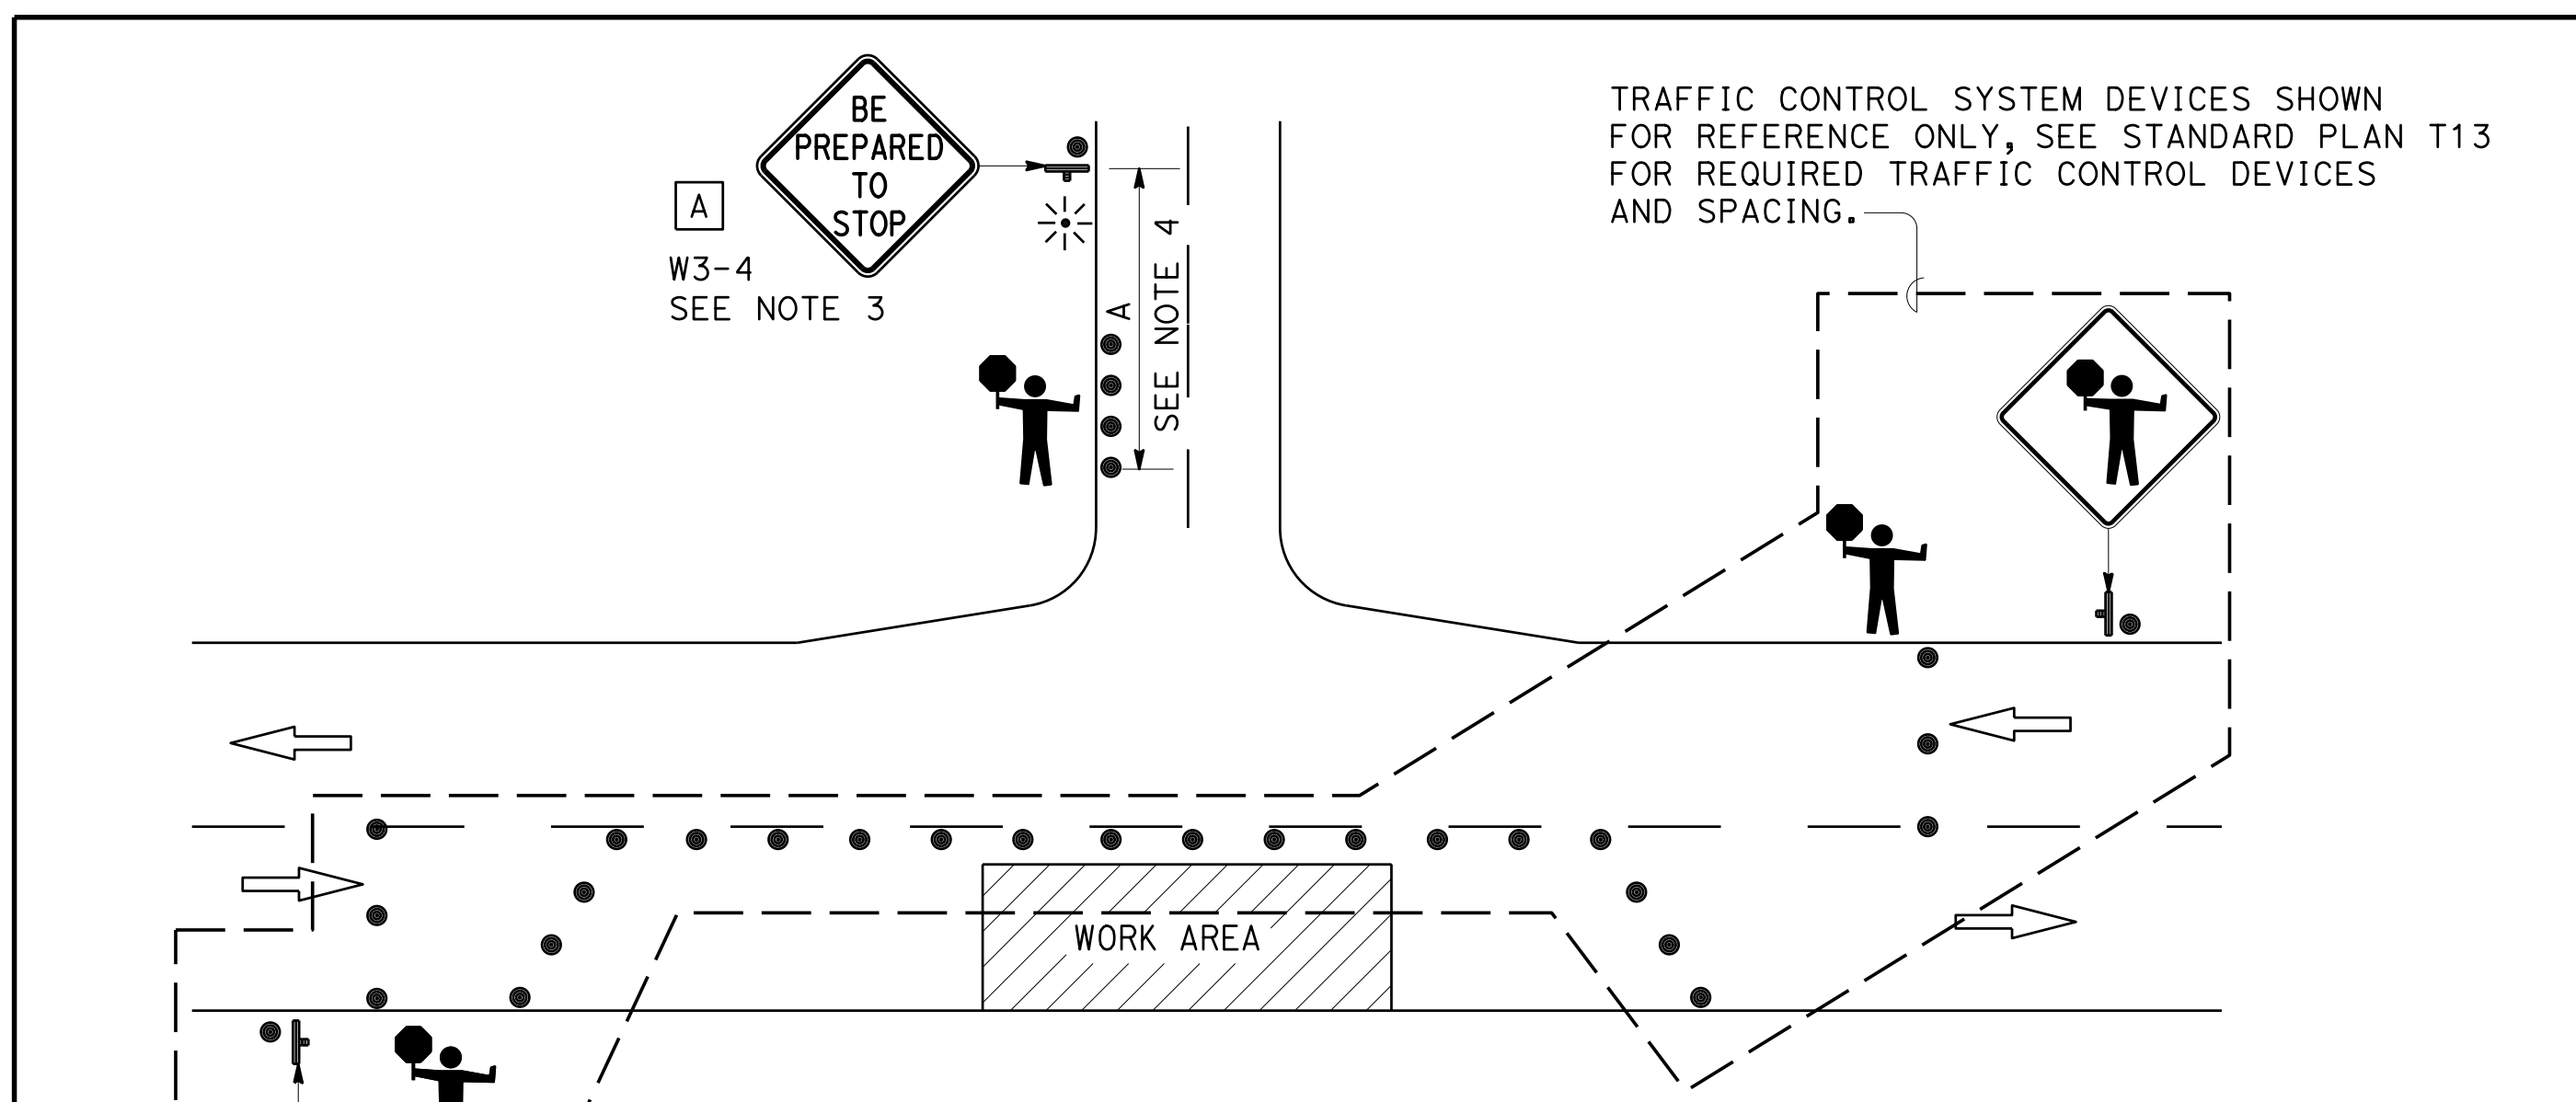 BE
PREPARED
TO
STOP
A
W3-4
SEE NOTE 3
A
SEE NOTE 4
TRAFFIC CONTROL SYSTEM DEVICES SHOWN
FOR REFERENCE ONLY, SEE STANDARD PLAN T13
FOR REQUIRED TRAFFIC CONTROL DEVICES
AND SPACING.
WORK AREA